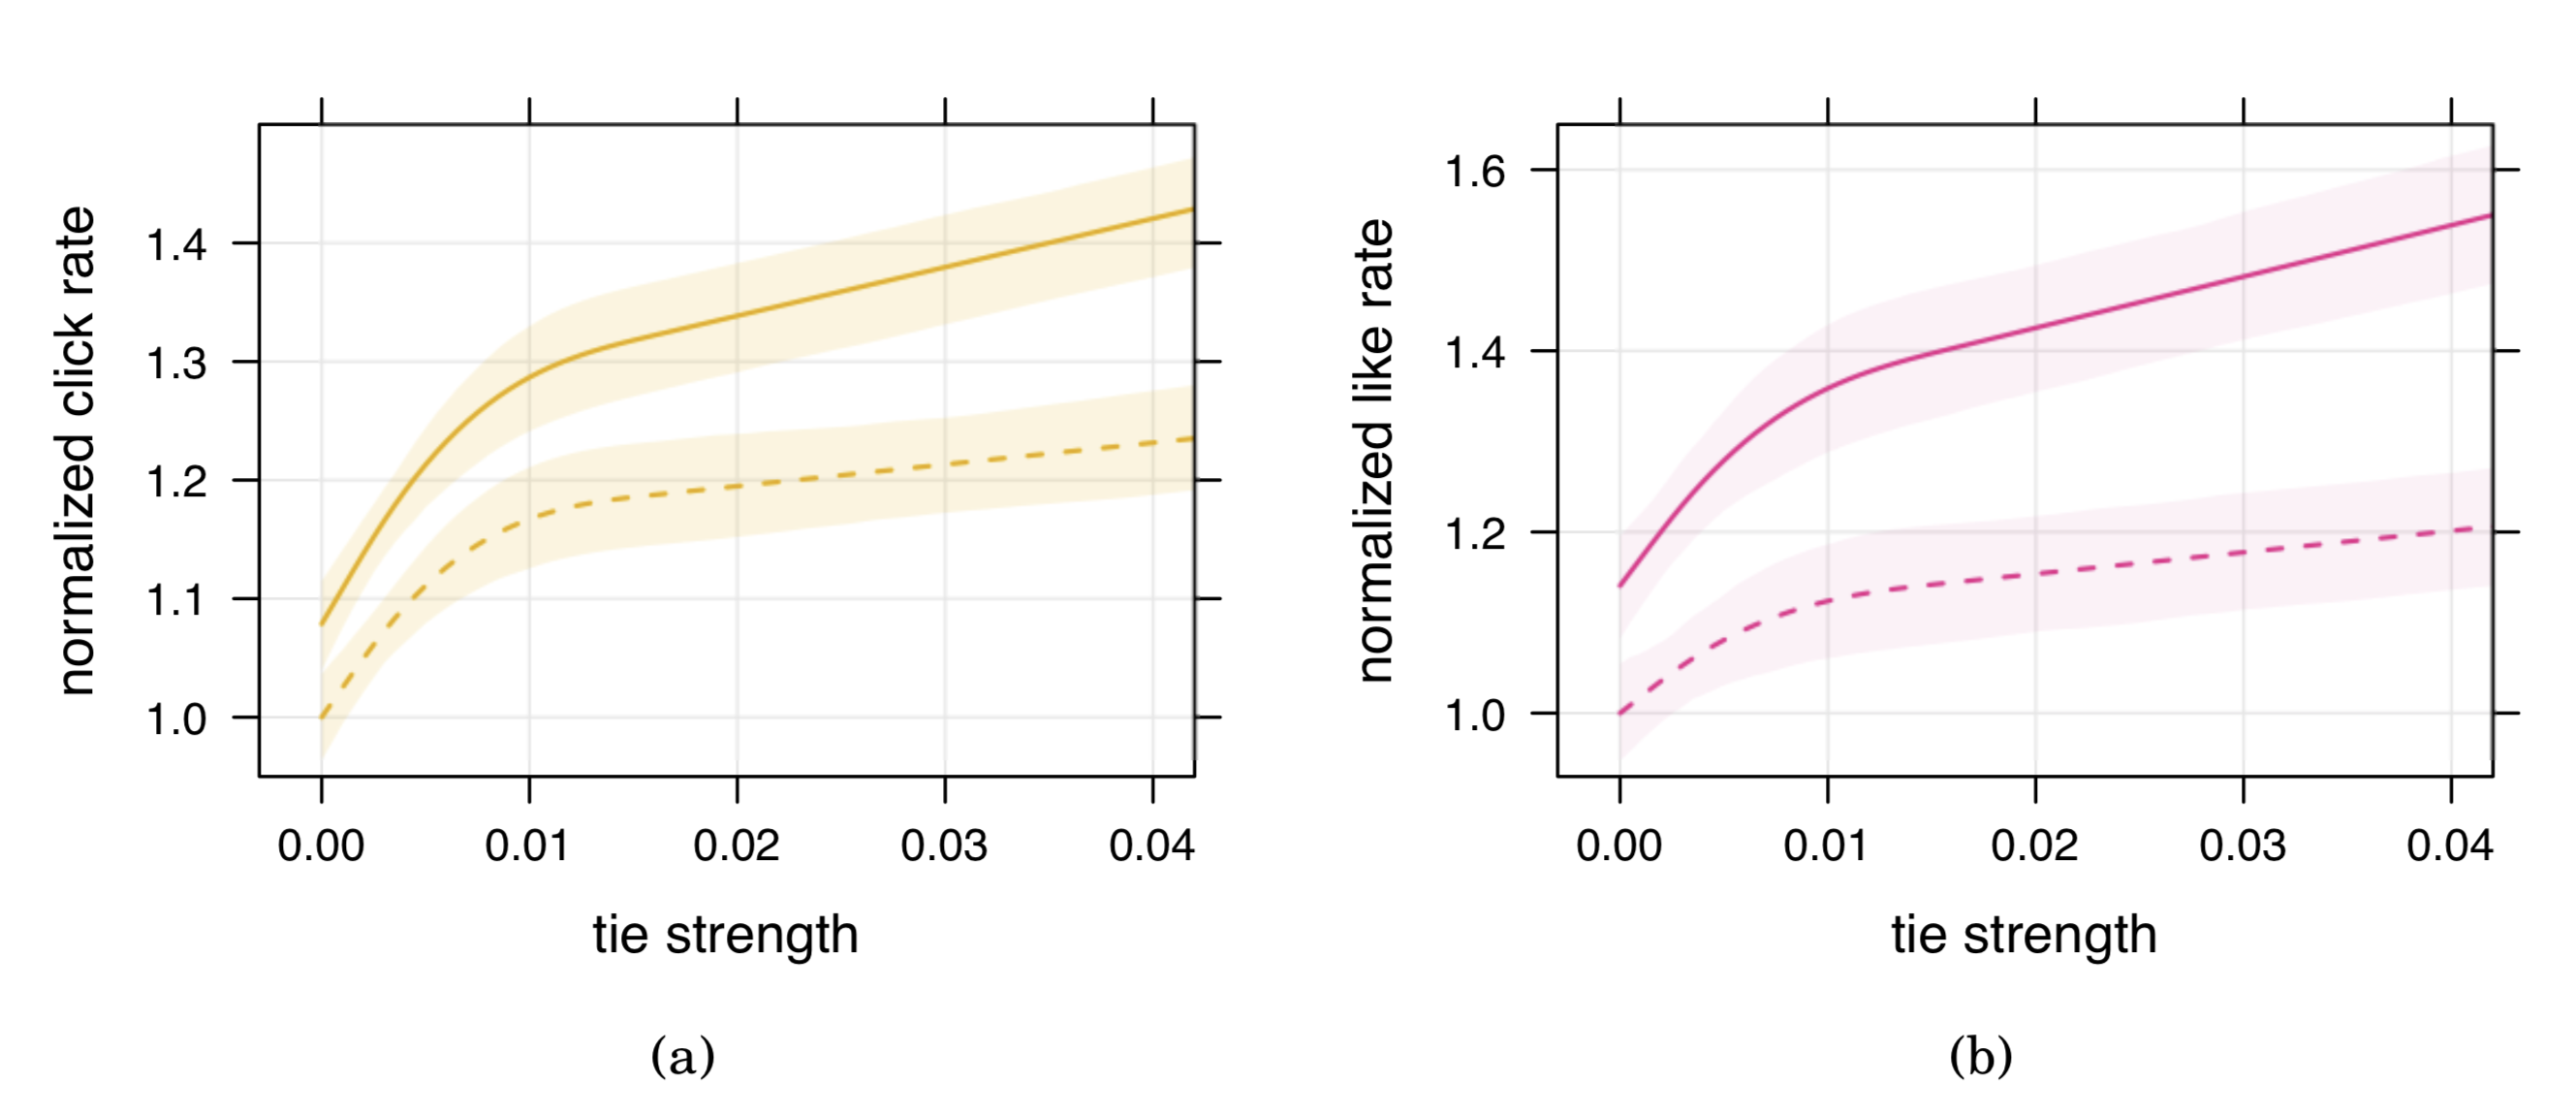 normalized click rate
1.4
1.3
1.2
1.1
1.0
0.00 0.01 0.02 0.03 0.04
tie strength
(a)
normalized like rate
1.6
1.4
1.2
1.0
0.00 0.01 0.02 0.03 0.04
tie strength
(b)